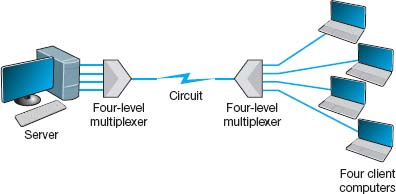 Server
Four-level
multiplexer
Circuit
Four-level
multiplexer
Four client
computers